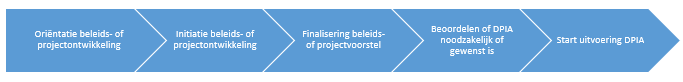 Oriëntatie beleids- of
projectontwikkeling
Initiatie beleids- of
projectontwikkeling
Finalisering beleids-
of projectvoorstel
Beoordelen of DPIA
noodzakelijk of
gewenst is
Start uitvoering DPIA